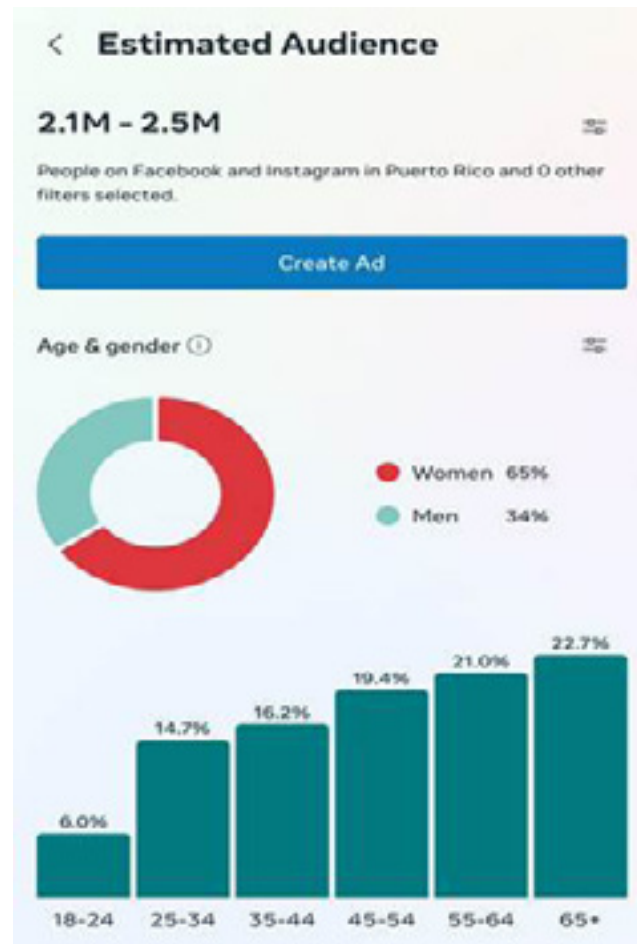 < Estimated Audience
2.1M – 2.5M
People on Facebook and Instagram in Puerto Rico and 0 other
filters selected.
Create Ad
Age & gender
Women 65%
Men 34%
22.7%
21.0%
19.4%
16.2%
14.7%
6.0%
18-24 25-34 35-44 45-54 55-64 65+